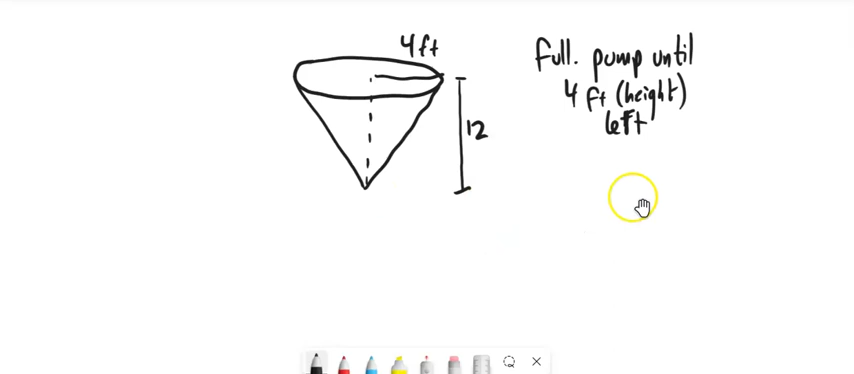 4ft
12
Full. pump until
4 ft (height)
left